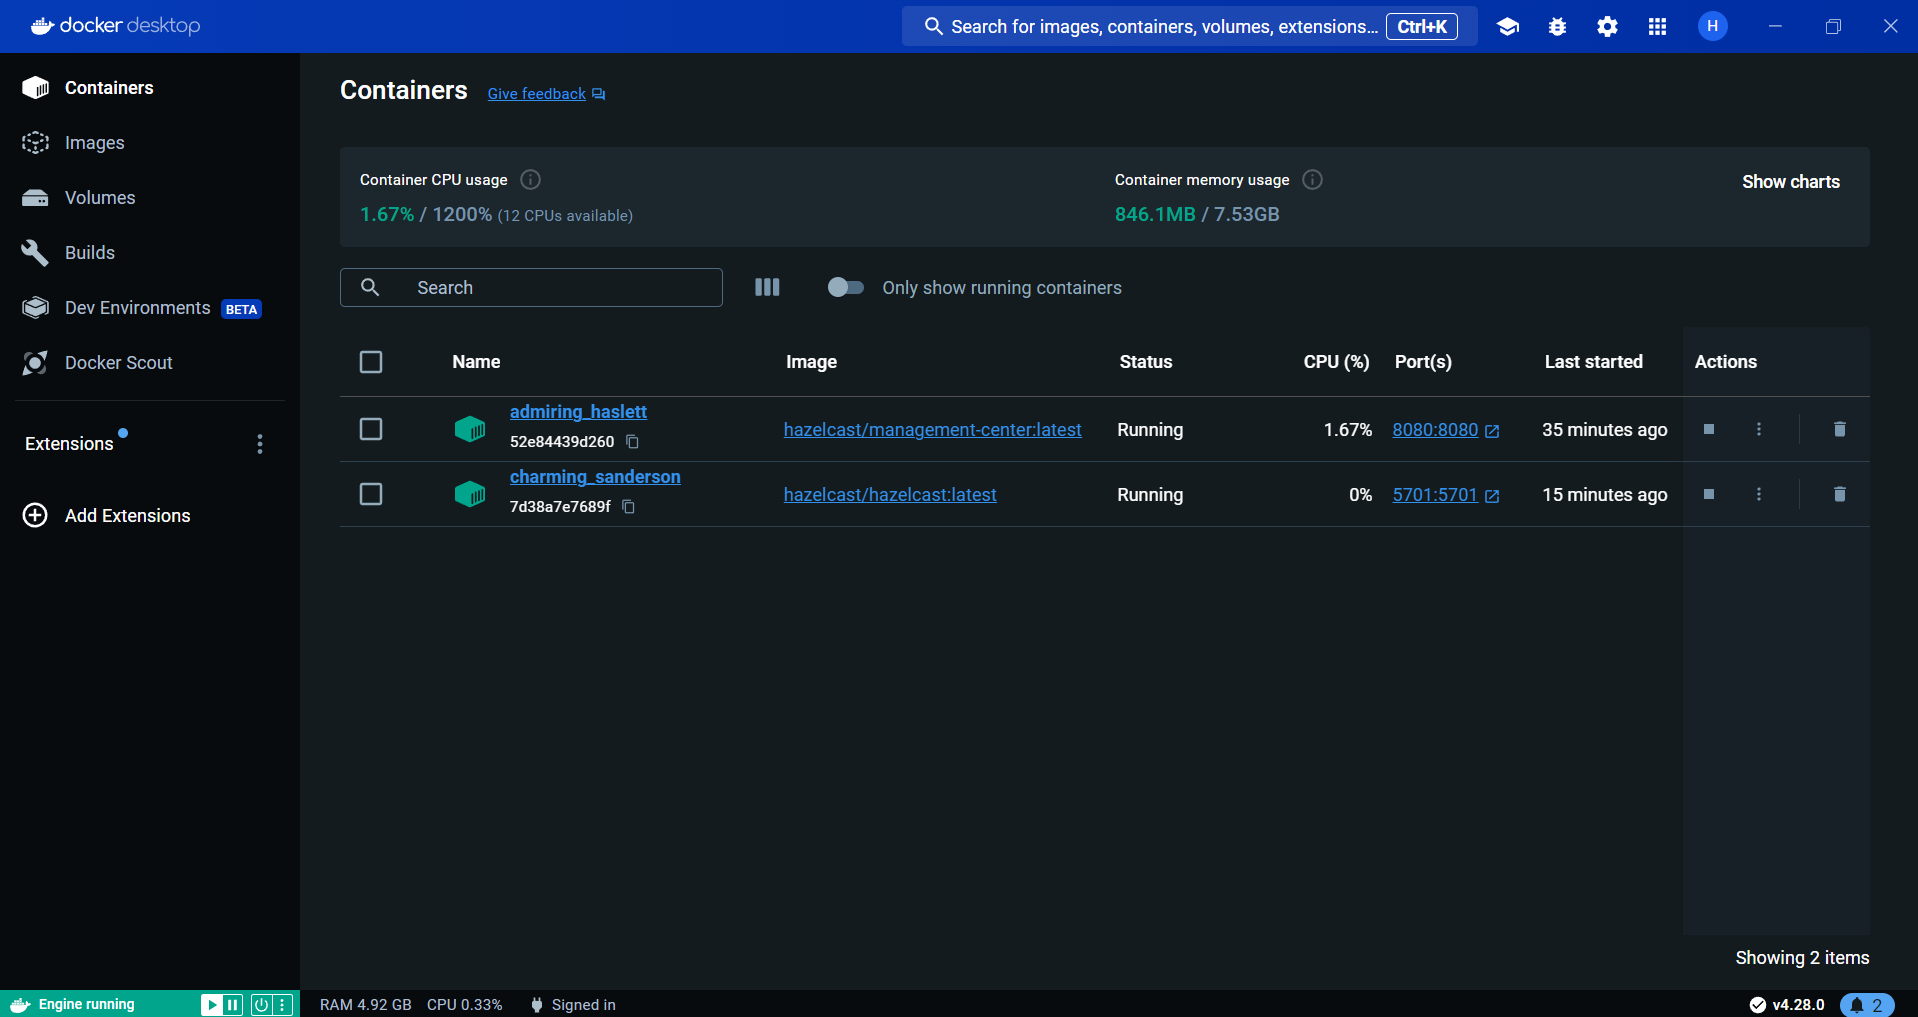 docker desktop
Search for images, containers, volumes, extensions... Ctrl+K
H
Containers
Images
Volumes
Builds
Dev Environments BETA
Docker Scout
Extensions
Add Extensions
Containers Give feedback
Container CPU usage
1.67% / 1200% (12 CPUs available)
Container memory usage
846.1MB / 7.53GB
Show charts
Search
Only show running containers
Name Image Status CPU (%) Port(s) Last started Actions
admiring_haslett
52e84439d260
hazelcast/management-center:latest Running 1.67% 8080:8080 35 minutes ago
charming_sanderson
7d38a7e7689f
hazelcast/hazelcast:latest Running 0% 5701:5701 15 minutes ago
Showing 2 items
Engine running
RAM 4.92 GB CPU 0.33% Signed in
v4.28.0
2